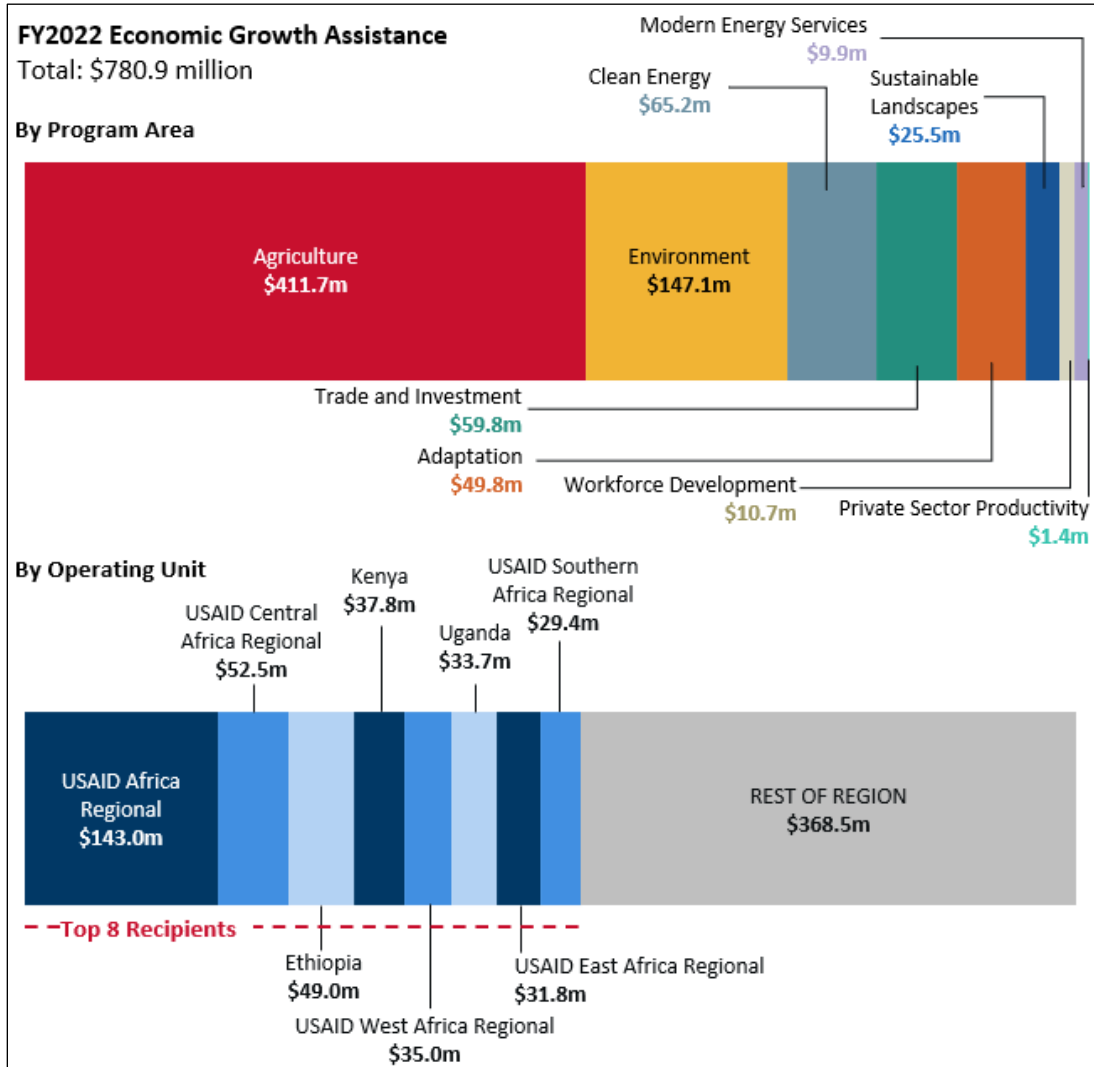 FY2022 Economic Growth Assistance
Total: $780.9 million
Modern Energy Services
$9.9m
Clean Energy
$65.2m
Sustainable
Landscapes
$25.5m
By Program Area
Agriculture
$411.7m
Environment
$147.1m
Trade and Investment
$59.8m
Adaptation
$49.8m
Workforce Development
$10.7m
Private Sector Productivity
$1.4m
By Operating Unit
USAID Central
Africa Regional
$52.5m
Kenya
$37.8m
Uganda
$33.7m
USAID Southern
Africa Regional
$29.4m
USAID Africa
Regional
$143.0m
REST OF REGION
$368.5m
Top 8 Recipients
Ethiopia
$49.0m
USAID West Africa Regional
$35.0m
USAID East Africa Regional
$31.8m